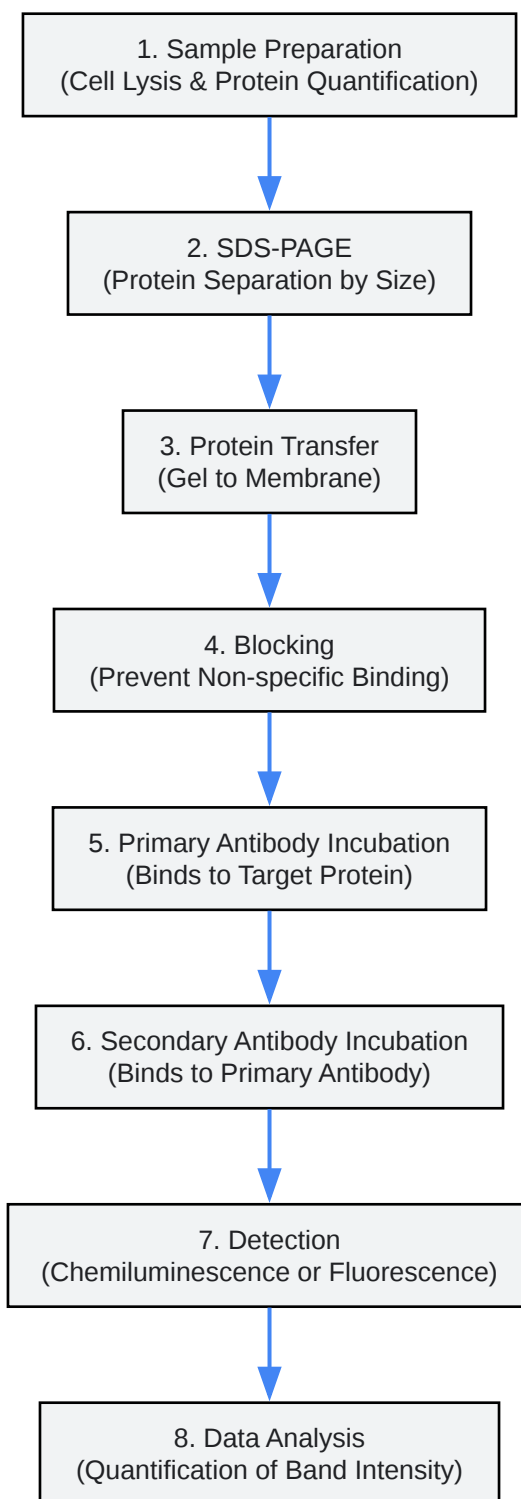 1. Sample Preparation
(Cell Lysis & Protein Quantification)
2. SDS-PAGE
(Protein Separation by Size)
3. Protein Transfer
(Gel to Membrane)
4. Blocking
(Prevent Non-specific Binding)
5. Primary Antibody Incubation
(Binds to Target Protein)
6. Secondary Antibody Incubation
(Binds to Primary Antibody)
7. Detection
(Chemiluminescence or Fluorescence)
8. Data Analysis
(Quantification of Band Intensity)